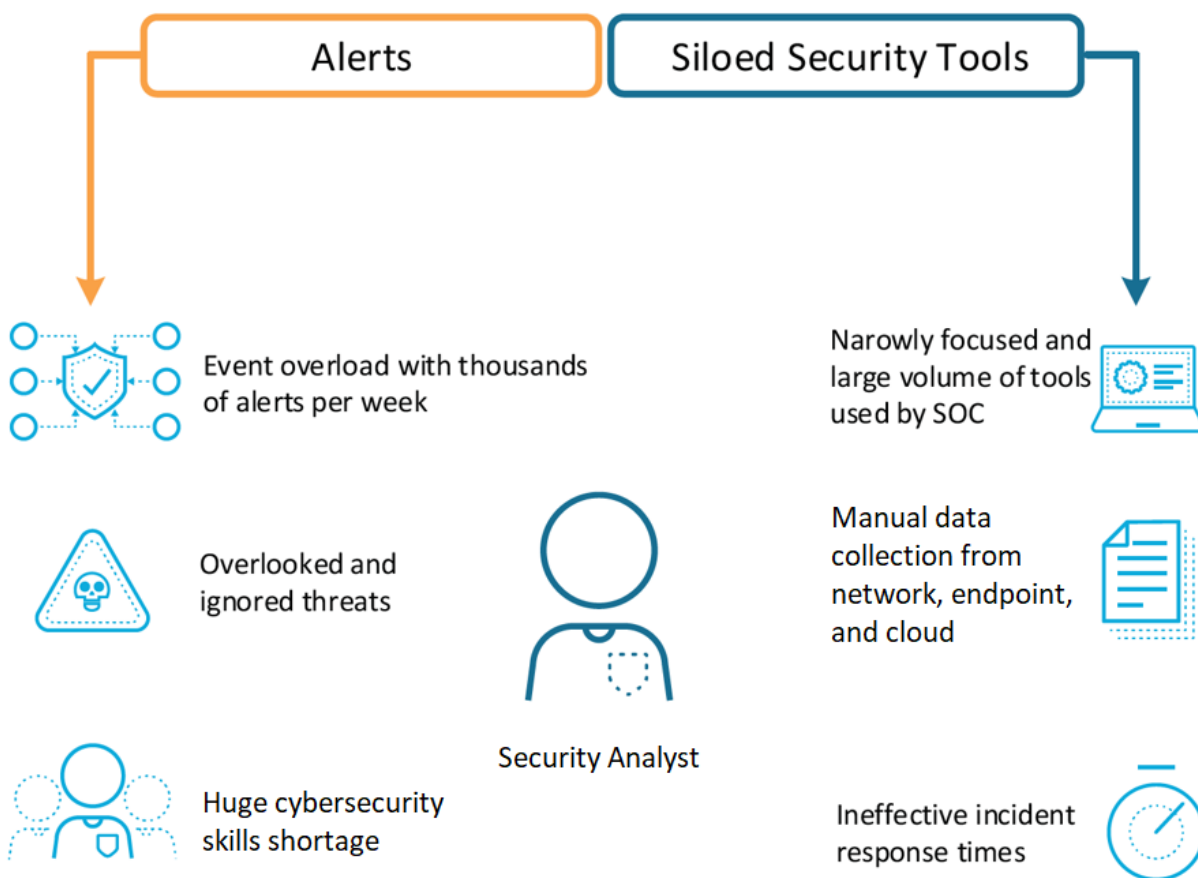 Alerts
Siloed Security Tools
Event overload with thousands
of alerts per week
Overlooked and
ignored threats
Huge cybersecurity
skills shortage
Security Analyst
Narowly focused and
large volume of tools
used by SOC
Manual data
collection from
network, endpoint,
and cloud
Ineffective incident
response times